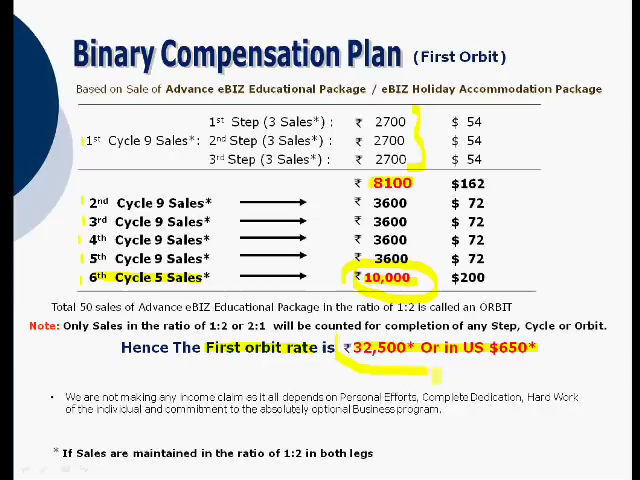 Binary Compensation Plan (First Orbit)
Based on Sale of Advance eBIZ Educational Package / eBIZ Holiday Accommodation Package
1st Step (3 Sales*) : ₹ 2700 $ 54
1st Cycle 9 Sales*: 2nd Step (3 Sales*) : ₹ 2700 $ 54
3rd Step (3 Sales*) : ₹ 2700 $ 54
₹ 8100 $162
2nd Cycle 9 Sales* ₹ 3600 $ 72
3rd Cycle 9 Sales* ₹ 3600 $ 72
4th Cycle 9 Sales* ₹ 3600 $ 72
5th Cycle 9 Sales* ₹ 3600 $ 72
6th Cycle 5 Sales* ₹ 10,000 $200
Total 50 sales of Advance eBIZ Educational Package in the ratio of 1:2 is called an ORBIT
Note: Only Sales in the ratio of 1:2 or 2:1 will be counted for completion of any Step, Cycle or Orbit.
Hence The First orbit rate is ₹32,500* Or in US $650*
• We are not making any income claim as it all depends on Personal Efforts, Complete Dedication, Hard Work
of the individual and commitment to the absolutely optional Business program.
* If Sales are maintained in the ratio of 1:2 in both legs